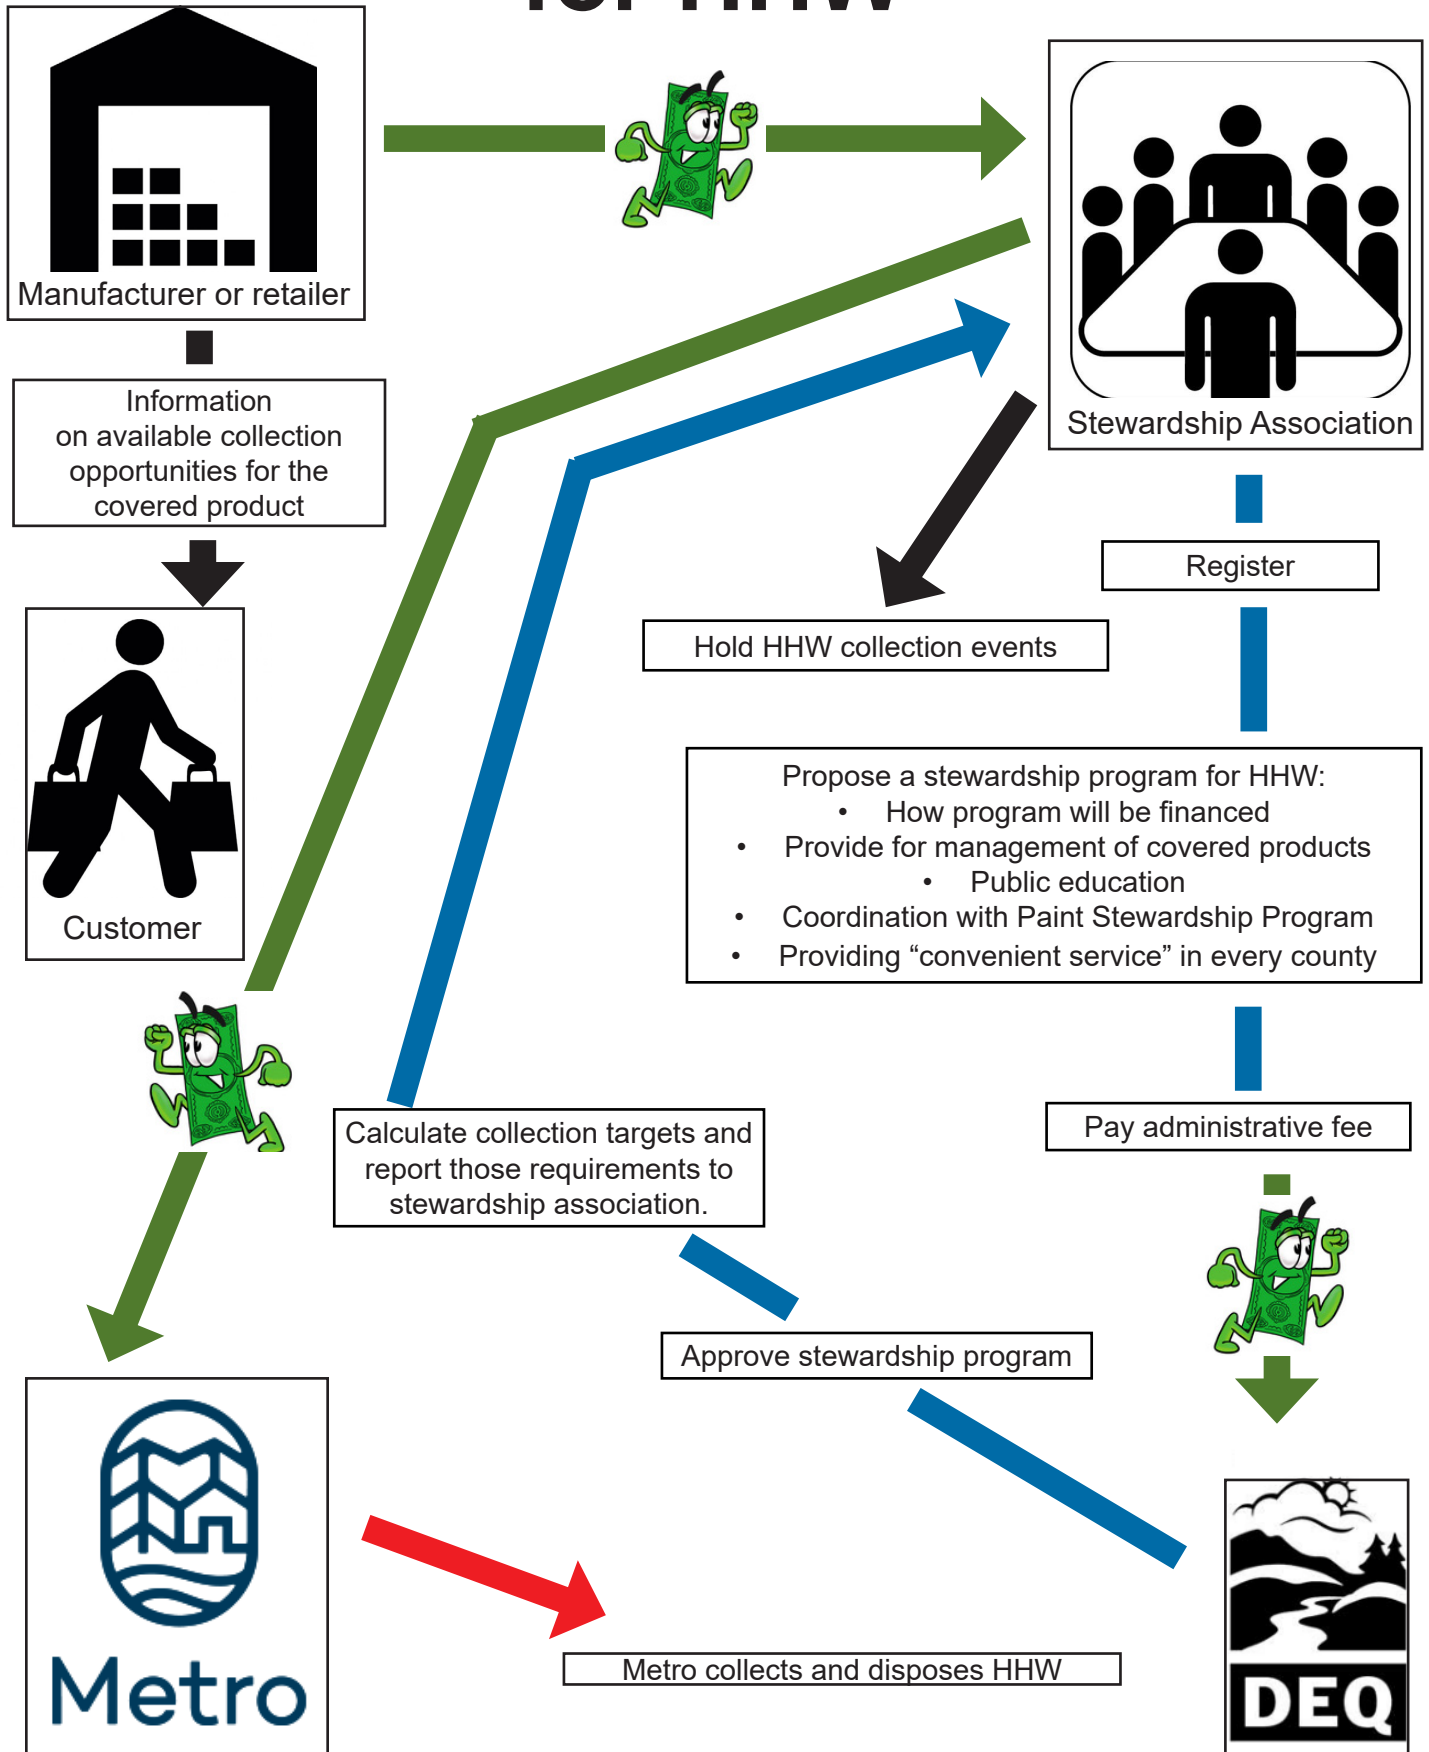 for HHW
Manufacturer or retailer
Information
on available collection
opportunities for the
covered product
Customer
Stewardship Association
Register
Hold HHW collection events
Propose a stewardship program for HHW:
• How program will be financed
• Provide for management of covered products
• Public education
• Coordination with Paint Stewardship Program
• Providing “convenient service” in every county
Pay administrative fee
Calculate collection targets and
report those requirements to
stewardship association.
Approve stewardship program
Metro
Metro collects and disposes HHW
DEQ